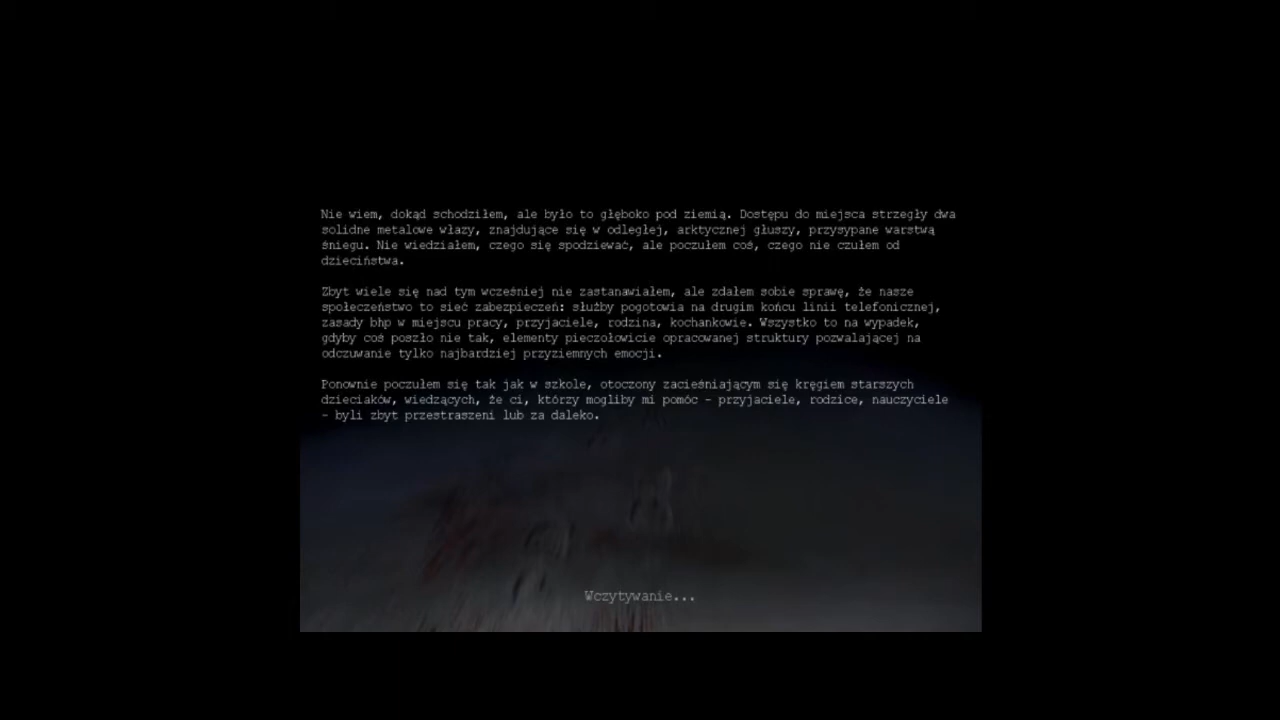 Nie wiem, dokąd schodziłem, ale było to głęboko pod ziemią. Dostępu do miejsca strzegły dwa
solidne metalowe włazy, znajdujące się w odległej, arktycznej głuszy, przysypane warstwą
śniegu. Nie wiedziałem, czego się spodziewać, ale poczułem coś, czego nie czułem od
dzieciństwa.
Zbyt wiele się nad tym wcześniej nie zastanawiałem, ale zdałem sobie sprawę, że nasze
społeczeństwo to sieć zabezpieczeń: służby pogotowia na drugim końcu linii telefonicznej,
zasady bhp w miejscu pracy, przyjaciele, rodzina, kochankowie. Wszystko to na wypadek,
gdyby coś poszło nie tak, elementy pieczołowicie opracowanej struktury pozwalającej na
odczuwanie tylko najbardziej przyziemnych emocji.
Ponownie poczułem się tak jak w szkole, otoczony zacieśniającym się kręgiem starszych
dzieciaków, wiedzących, że ci, którzy mogliby mi pomóc - przyjaciele, rodzice, nauczyciele
- byli zbyt przestraszeni lub za daleko.
Wczytywanie...